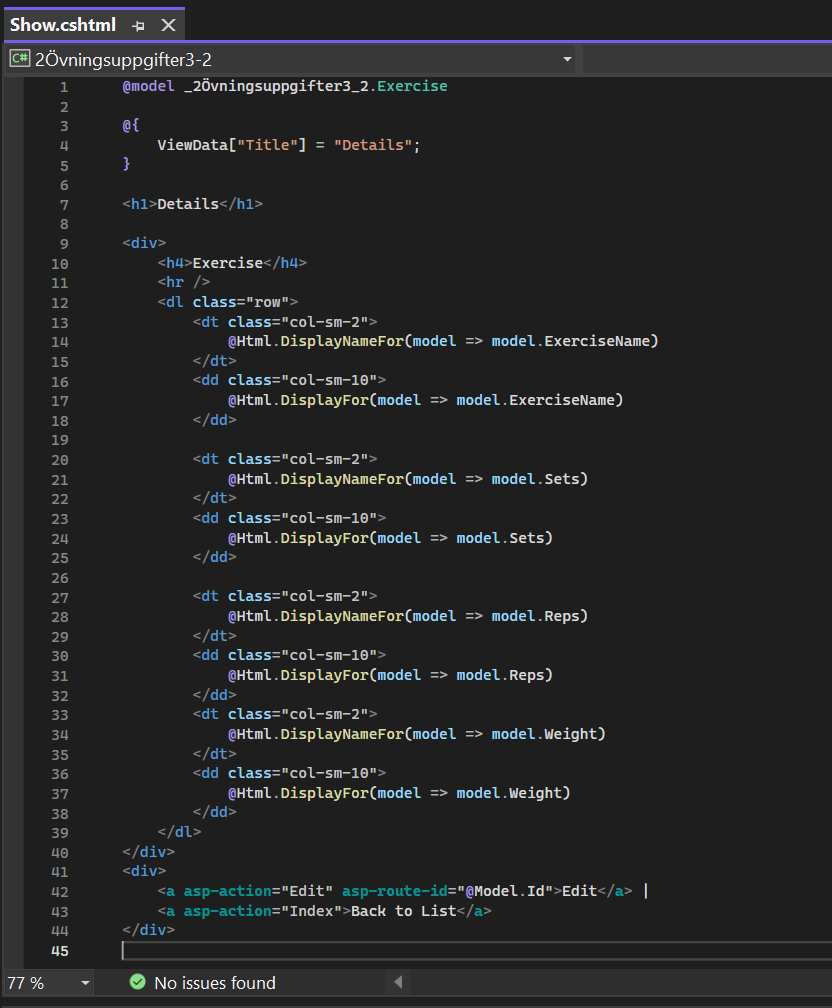 Show.cshtml
C# 2Övningsuppgifter3-2
1 @model _2Övningsuppgifter3_2.Exercise
2
3 @{
4     ViewData["Title"] = "Details";
5 }
6
7 <h1>Details</h1>
8
9 <div>
10     <h4>Exercise</h4>
11     <hr />
12     <dl class="row">
13         <dt class="col-sm-2">
14             @Html.DisplayNameFor(model => model.ExerciseName)
15         </dt>
16         <dd class="col-sm-10">
17             @Html.DisplayFor(model => model.ExerciseName)
18         </dd>
19
20         <dt class="col-sm-2">
21             @Html.DisplayNameFor(model => model.Sets)
22         </dt>
23         <dd class="col-sm-10">
24             @Html.DisplayFor(model => model.Sets)
25         </dd>
26
27         <dt class="col-sm-2">
28             @Html.DisplayNameFor(model => model.Reps)
29         </dt>
30         <dd class="col-sm-10">
31             @Html.DisplayFor(model => model.Reps)
32         </dd>
33         <dt class="col-sm-2">
34             @Html.DisplayNameFor(model => model.Weight)
35         </dt>
36         <dd class="col-sm-10">
37             @Html.DisplayFor(model => model.Weight)
38         </dd>
39     </dl>
40 </div>
41 <div>
42     <a asp-action="Edit" asp-route-id="@Model.Id">Edit</a> |
43     <a asp-action="Index">Back to List</a>
44 </div>
45
77 % No issues found